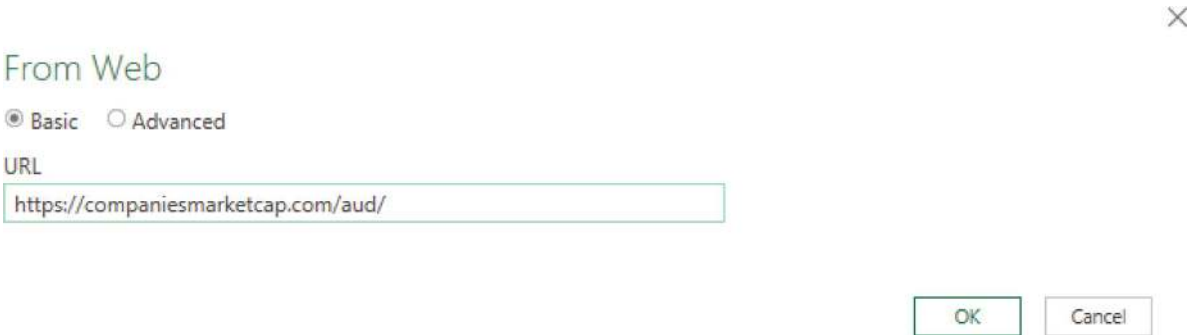 From Web
Basic Advanced
URL
https://companiesmarketcap.com/aud/
OK Cancel